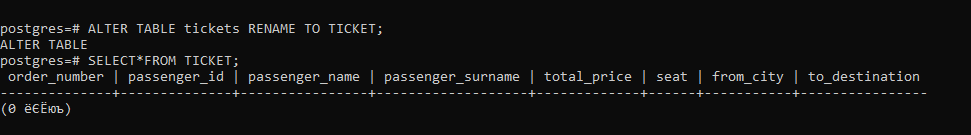 postgres=# ALTER TABLE tickets RENAME TO TICKET;
ALTER TABLE
postgres=# SELECT*FROM TICKET;
 order_number | passenger_id | passenger_name | passenger_surname | total_price | seat | from_city | to_destination
--------------+--------------+----------------+-------------------+-------------+------+-----------+----------------
(0 ёЄЁюъ)